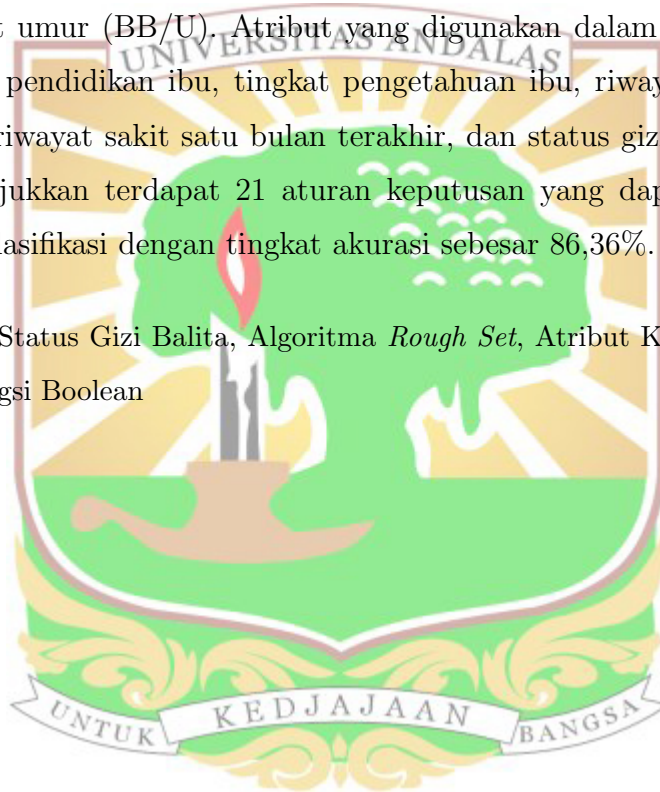 t umur (BB/U). Atribut yang digunakan dalam
UNIVERSITAS ANDALAS
pendidikan ibu, tingkat pengetahuan ibu, riway
riwayat sakit satu bulan terakhir, dan status giz
jukkan terdapat 21 aturan keputusan yang dap
lasifikasi dengan tingkat akurasi sebesar 86,36%.
Status Gizi Balita, Algoritma Rough Set, Atribut K
gsi Boolean
UNTUK KEDJAJAAN BANGSA